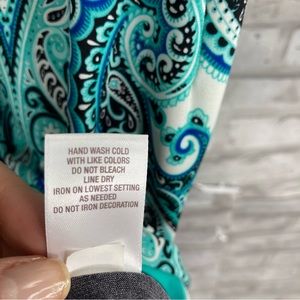 HAND WASH COLD
WITH LIKE COLORS
DO NOT BLEACH
LINE DRY
IRON ON LOWEST SETTING
AS NEEDED
DO NOT IRON DECORATION